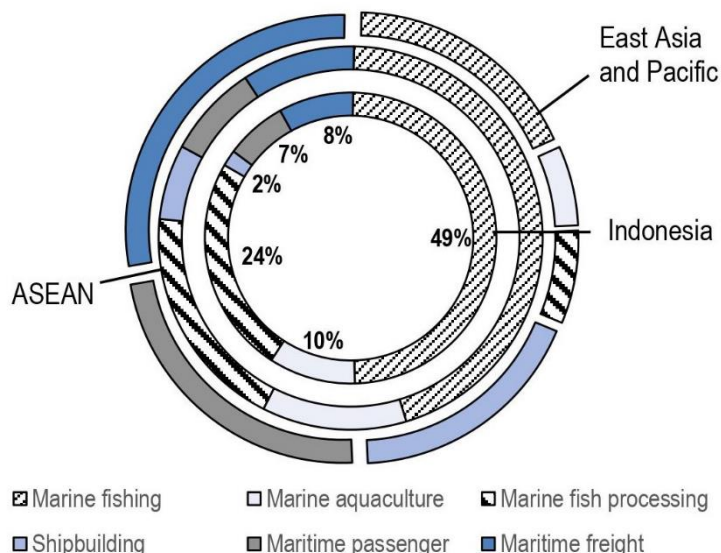 East Asia
and Pacific
8%
7%
2%
49%
Indonesia
24%
ASEAN
10%
Marine fishing
Marine aquaculture
Marine fish processing
Shipbuilding
Maritime passenger
Maritime freight